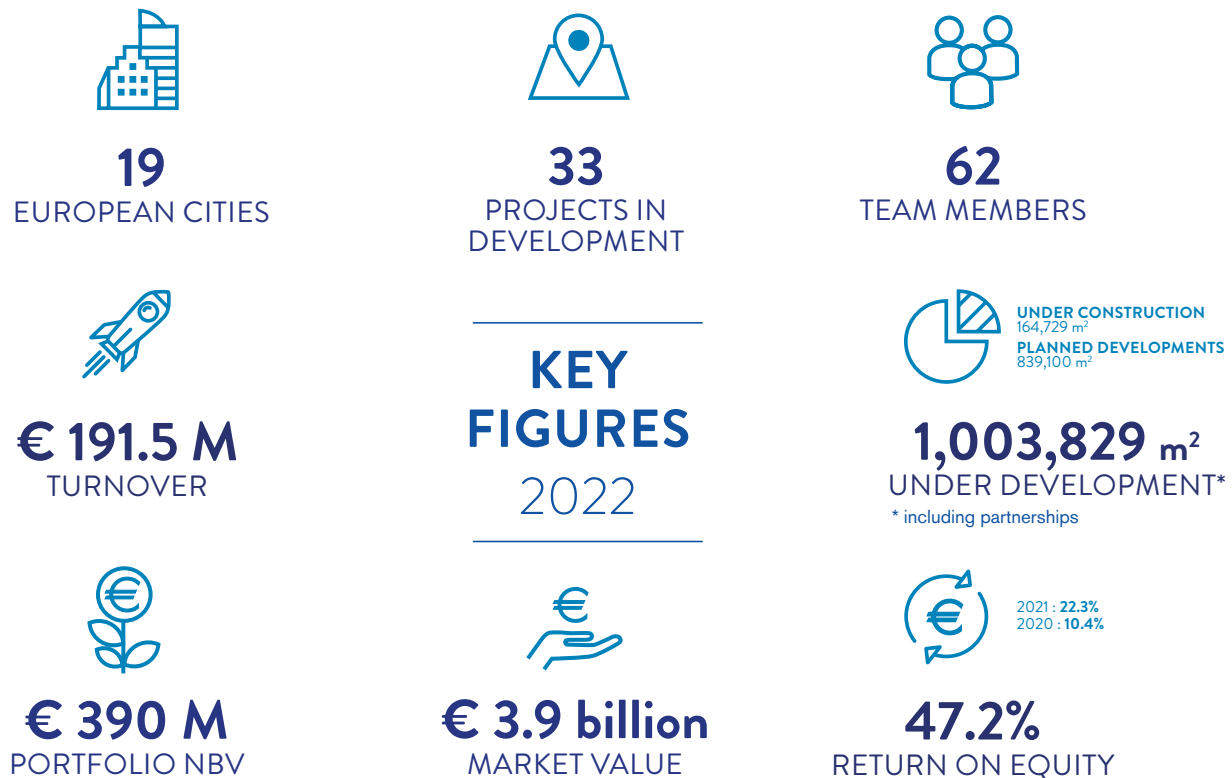 19
EUROPEAN CITIES
33
PROJECTS IN
DEVELOPMENT
62
TEAM MEMBERS
€ 191.5 M
TURNOVER
KEY
FIGURES
2022
UNDER CONSTRUCTION
164,729 m²
PLANNED DEVELOPMENTS
839,100 m²
1,003,829 m²
UNDER DEVELOPMENT*
* including partnerships
€
€ 390 M
PORTFOLIO NBV
€
€ 3.9 billion
MARKET VALUE
€
2021 : 22.3%
2020 : 10.4%
47.2%
RETURN ON EQUITY